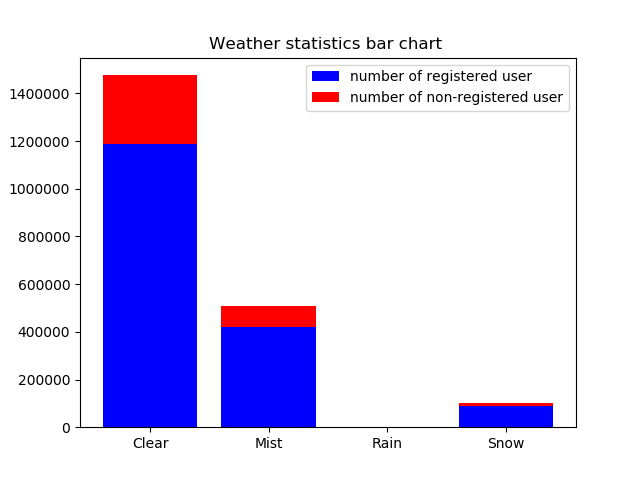 Weather statistics bar chart
number of registered user
number of non-registered user
1400000
1200000
1000000
800000
600000
400000
200000
0
Clear Mist Rain Snow